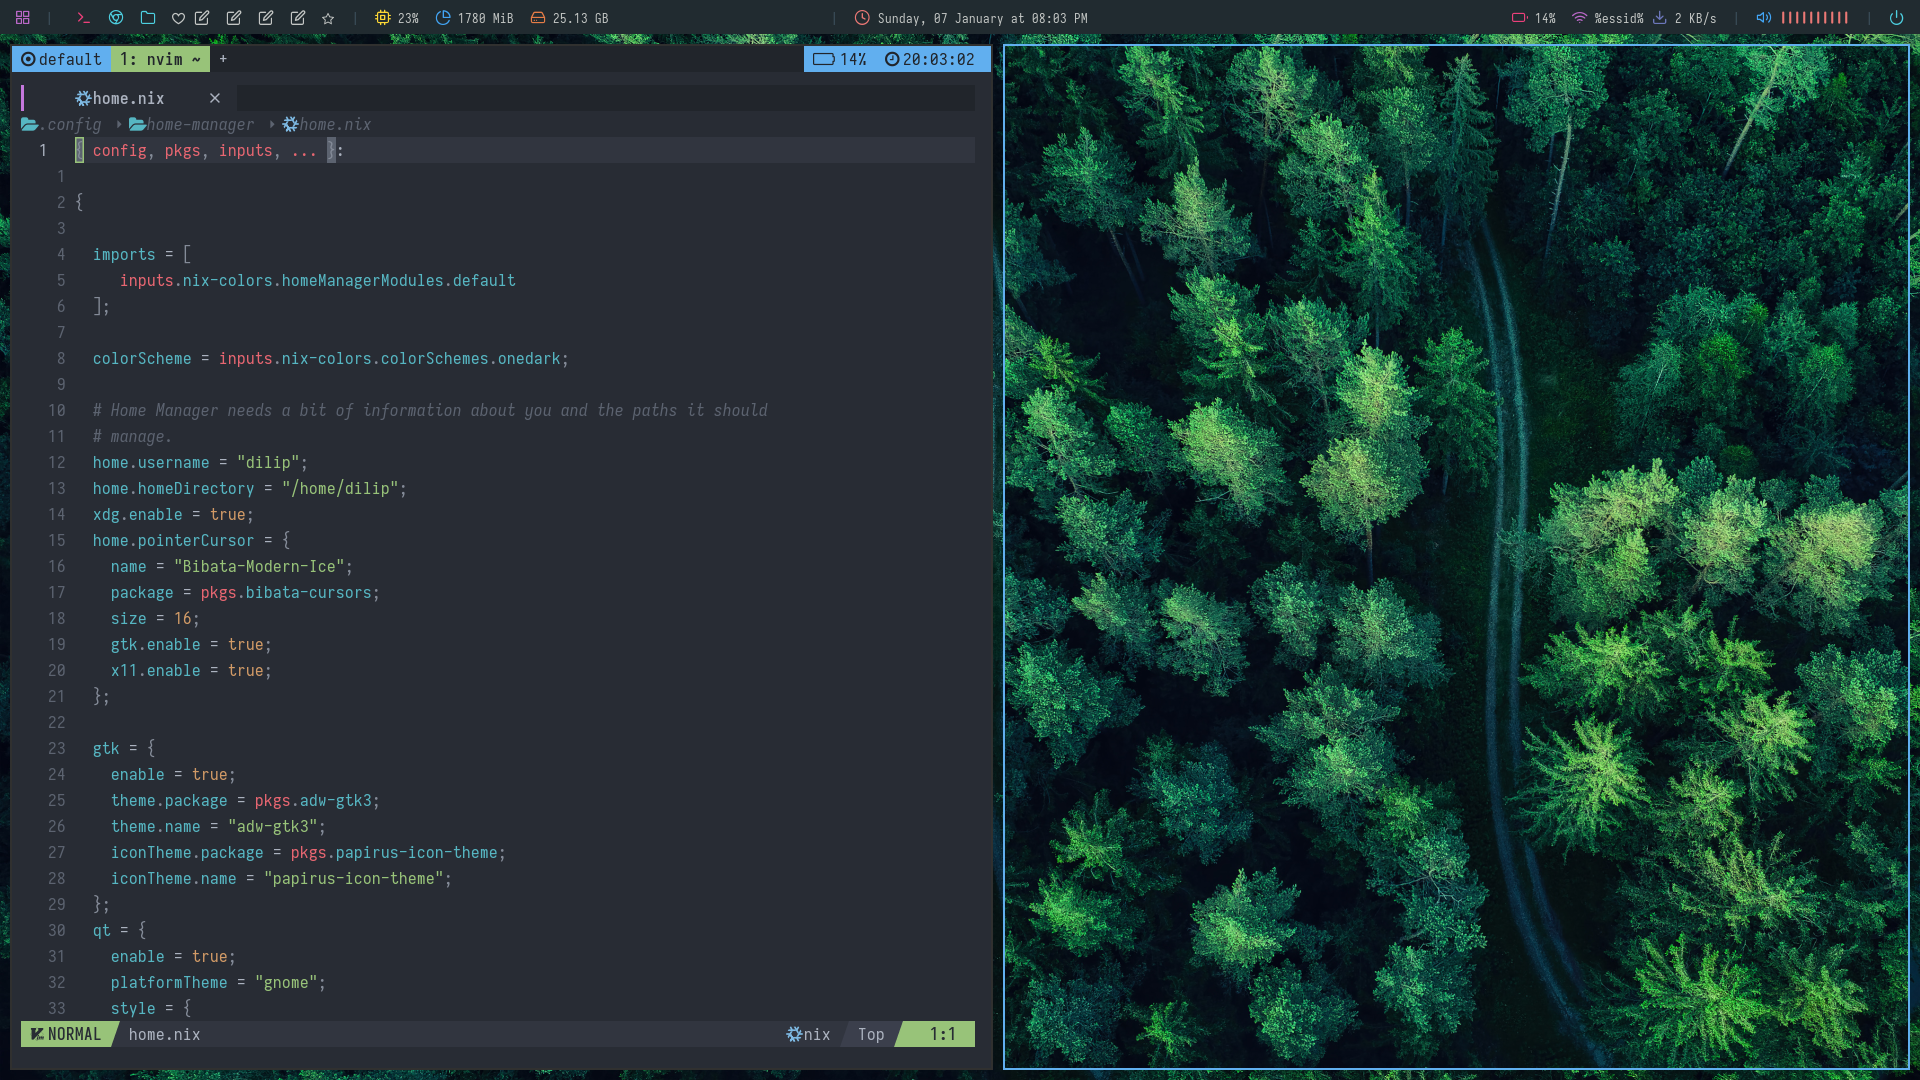 23% 1780 MiB 25.13 GB Sunday, 07 January at 08:03 PM 14% %essid% 2 KB/s
default 1: nvim ~ + 14% 20:03:02
home.nix ×
.config home-manager home.nix
1 { config, pkgs, inputs, ... }:
1
2 {
3
4 imports = [
5 inputs.nix-colors.homeManagerModules.default
6 ];
7
8 colorScheme = inputs.nix-colors.colorSchemes.onedark;
9
10 # Home Manager needs a bit of information about you and the paths it should
11 # manage.
12 home.username = "dilip";
13 home.homeDirectory = "/home/dilip";
14 xdg.enable = true;
15 home.pointerCursor = {
16 name = "Bibata-Modern-Ice";
17 package = pkgs.bibata-cursors;
18 size = 16;
19 gtk.enable = true;
20 x11.enable = true;
21 };
22
23 gtk = {
24 enable = true;
25 theme.package = pkgs.adw-gtk3;
26 theme.name = "adw-gtk3";
27 iconTheme.package = pkgs.papirus-icon-theme;
28 iconTheme.name = "papirus-icon-theme";
29 };
30 qt = {
31 enable = true;
32 platformTheme = "gnome";
33 style = {
NORMAL home.nix nix Top 1:1